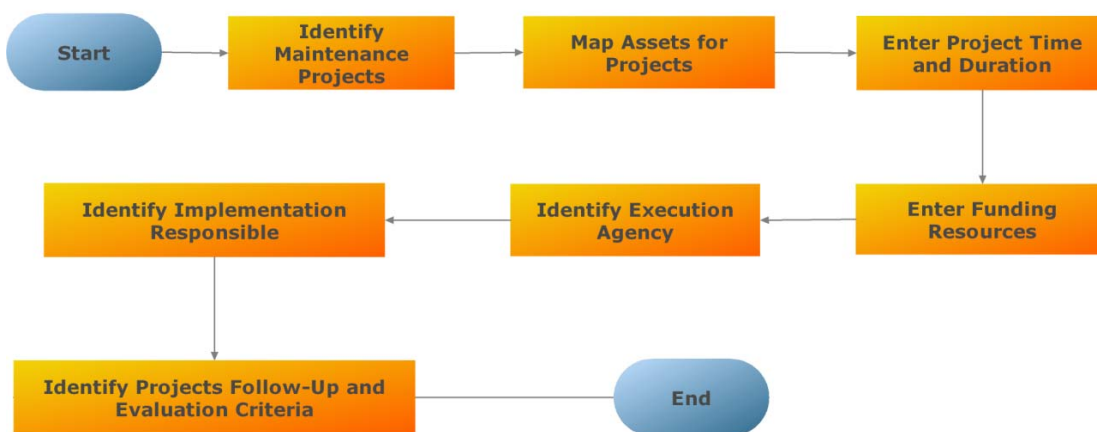 Start
Identify
Maintenance
Projects
Map Assets for
Projects
Enter Project Time
and Duration
Enter Funding
Resources
Identify Execution
Agency
Identify Implementation
Responsible
Identify Projects Follow-Up and
Evaluation Criteria
End